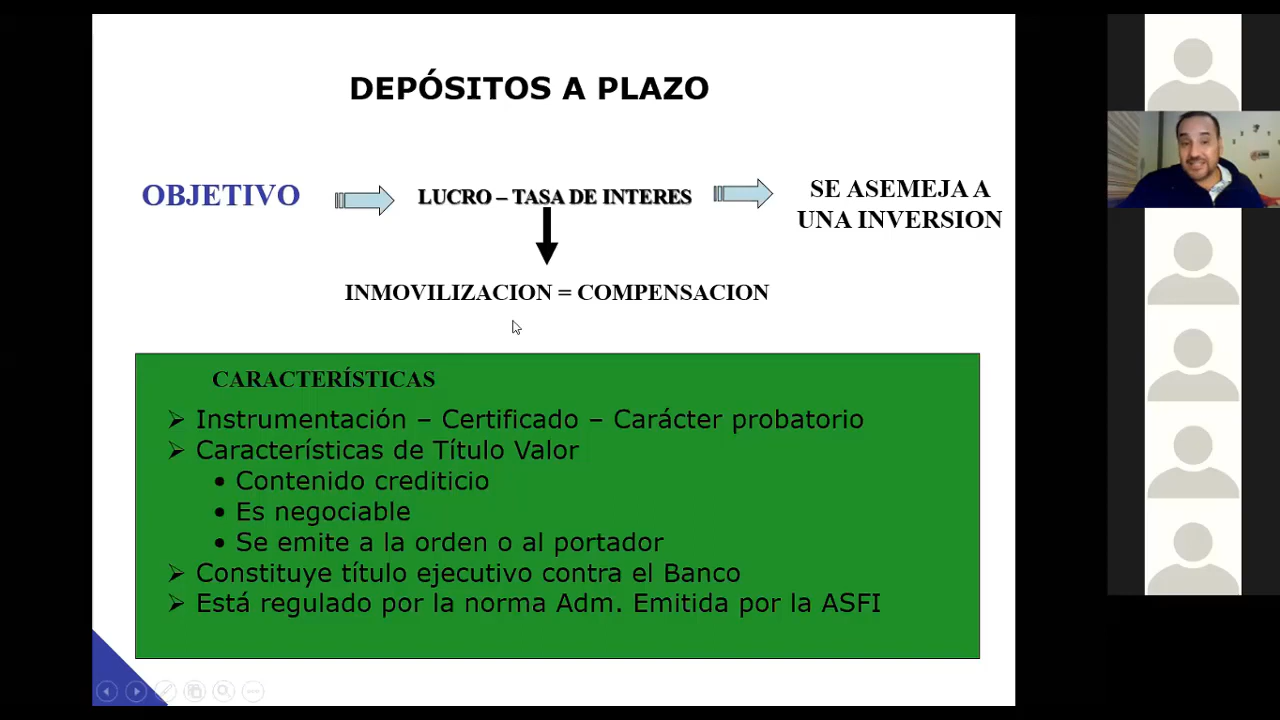 DEPÓSITOS A PLAZO
OBJETIVO
LUCRO – TASA DE INTERES
SE ASEMEJA A
UNA INVERSION
INMOVILIZACION = COMPENSACION
CARACTERÍSTICAS
Instrumentación – Certificado – Carácter probatorio
Características de Título Valor
Contenido crediticio
Es negociable
Se emite a la orden o al portador
Constituye título ejecutivo contra el Banco
Está regulado por la norma Adm. Emitida por la ASFI